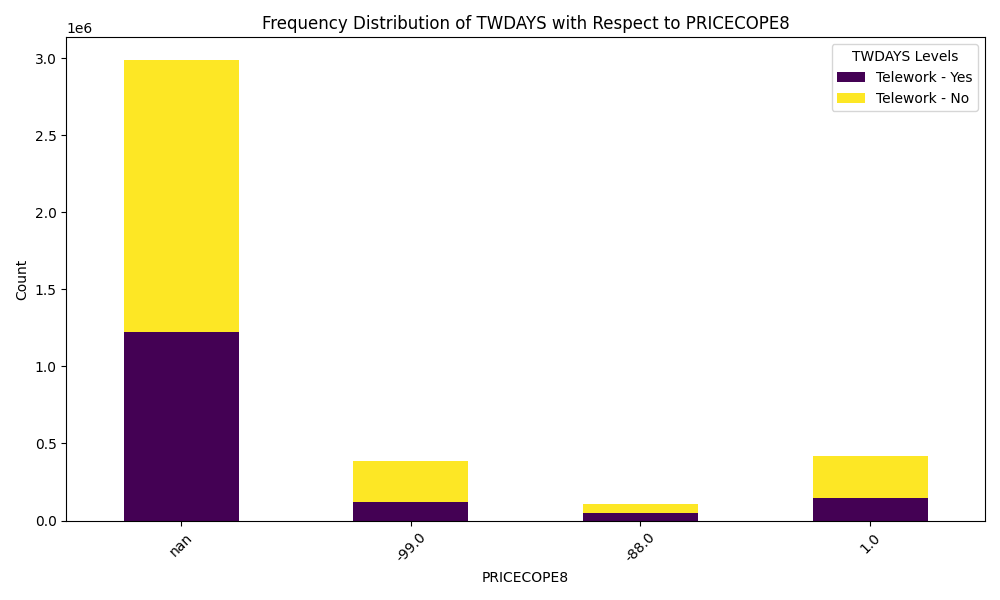 Frequency Distribution of TWDAYS with Respect to PRICECOPE8
1e6
3.0
2.5
2.0
1.5
1.0
0.5
0.0
Count
TWDAYS Levels
Telework - Yes
Telework - No
nan
-99.0
-88.0
1.0
PRICECOPE8